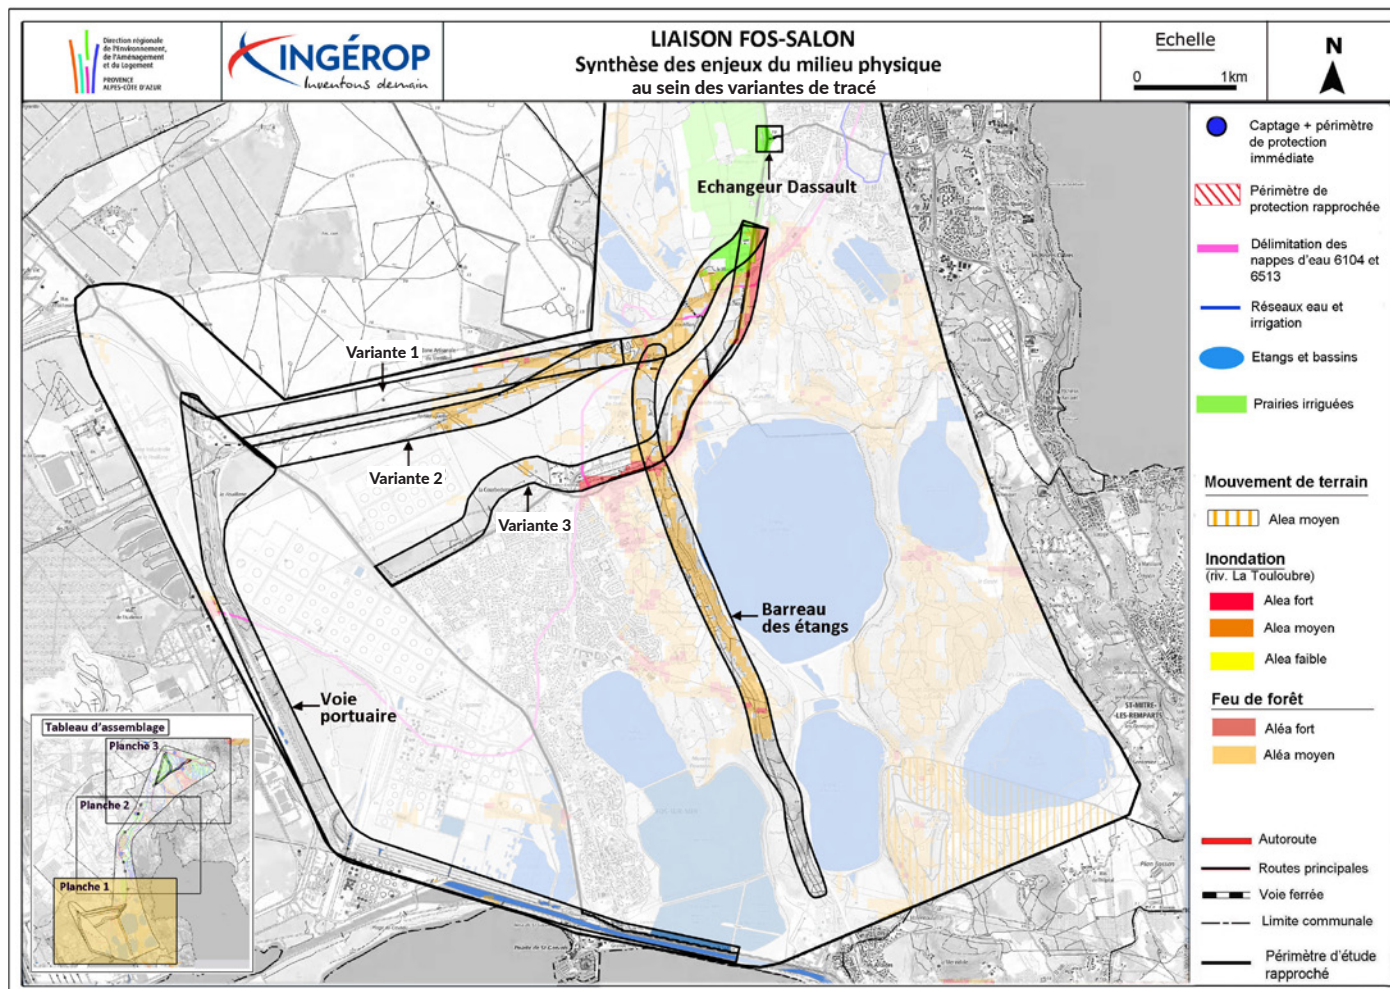 Direction régionale
de l'Environnement,
de l'Aménagement
et du Logement
PROVENCE
ALPES-CÔTE D'AZUR
INGÉROP
Inventons demain
LIAISON FOS-SALON
Synthèse des enjeux du milieu physique
au sein des variantes de tracé
Echelle
0 1km
N
Echangeur Dassault
Variante 1
Variante 2
Variante 3
Barreau
des étangs
Voie
portuaire
ST-MITRE
-LES-REMPARTS
Tableau d'assemblage
Planche 3
Planche 2
Planche 1
Captage + périmètre
de protection
immédiate
Périmètre de
protection rapprochée
Délimitation des
nappes d'eau 6104 et
6513
Réseaux eau et
irrigation
Etangs et bassins
Prairies irriguées
Mouvement de terrain
Alea moyen
Inondation
(riv. La Touloubre)
Alea fort
Alea moyen
Alea faible
Feu de forêt
Aléa fort
Aléa moyen
Autoroute
Routes principales
Voie ferrée
Limite communale
Périmètre d'étude
rapproché